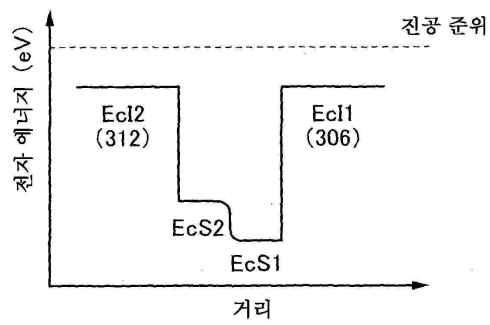 진공 준위
전자 에너지 (eV)
EcI2
(312)
EcI1
(306)
EcS2
EcS1
거리